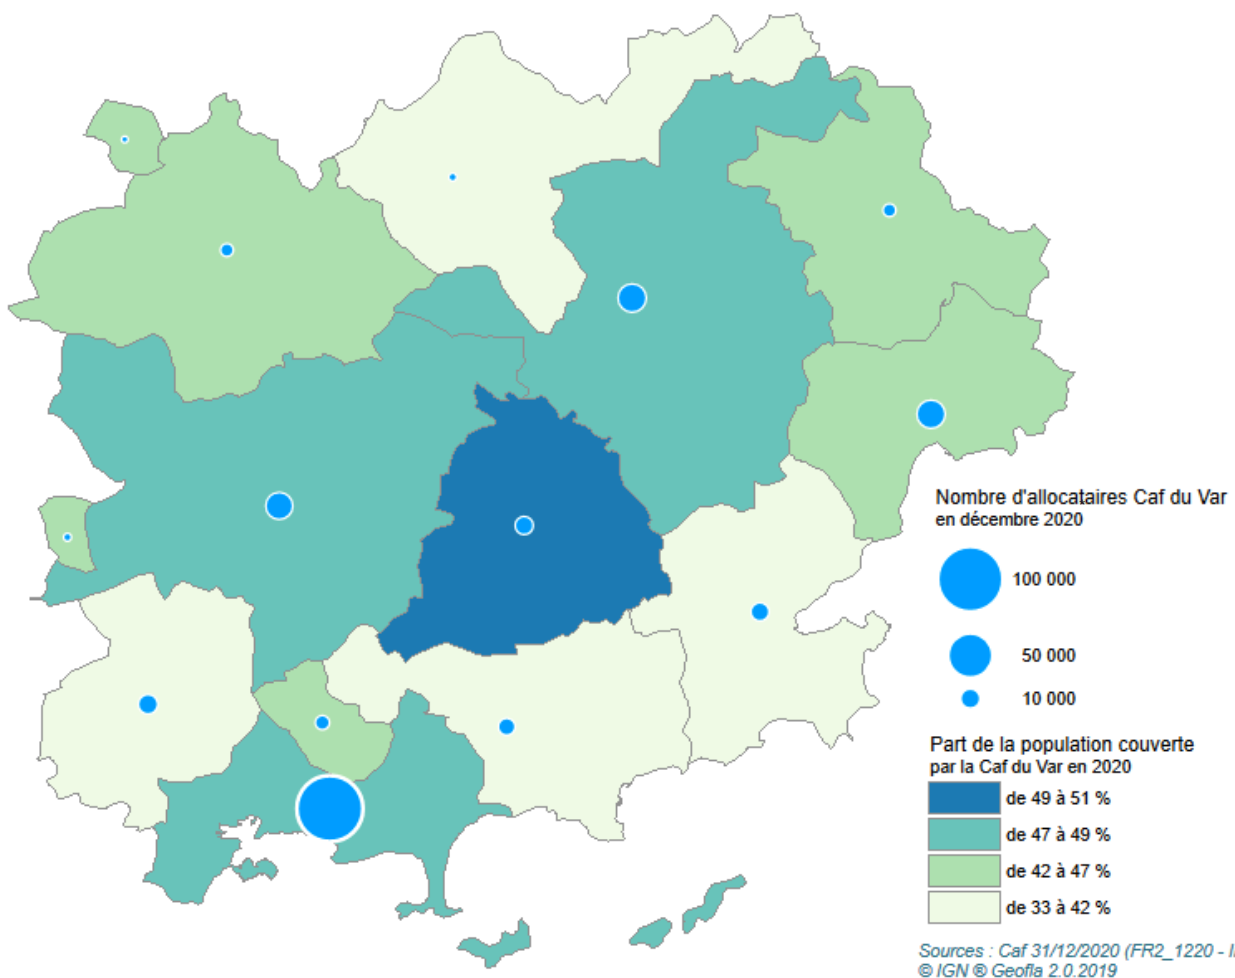 Nombre d'allocataires Caf du Var
en décembre 2020
100 000
50 000
10 000
Part de la population couverte
par la Caf du Var en 2020
de 49 à 51 %
de 47 à 49 %
de 42 à 47 %
de 33 à 42 %
Sources : Caf 31/12/2020 (FR2_1220 -
© IGN ® Geofla 2.0.2019